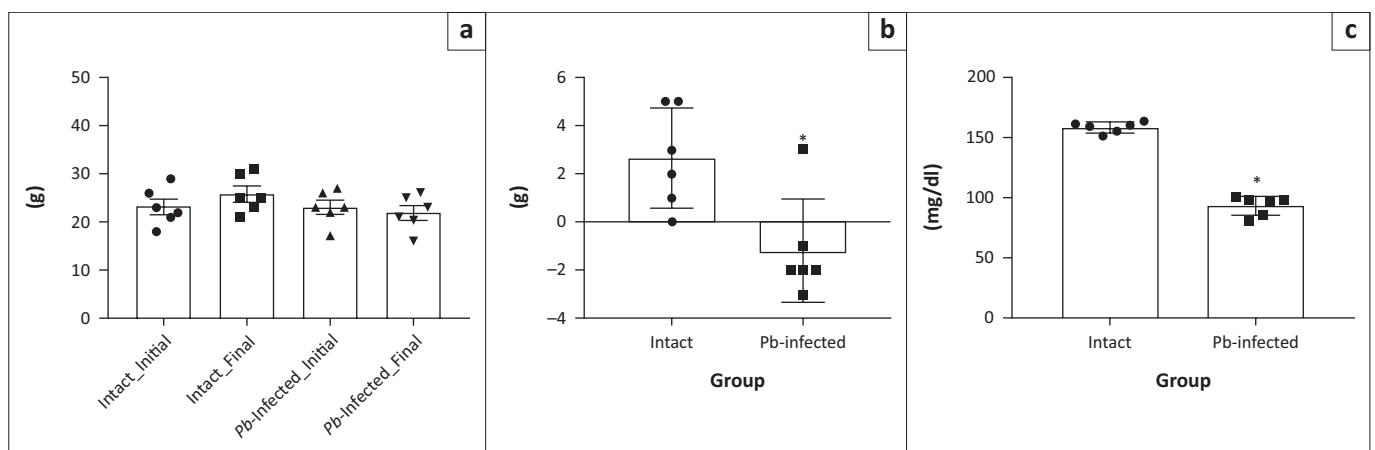 a
50
40
30
20
10
0
(g)
Intact_Initial
Intact_Final
Pb-Infected_Initial
Pb-Infected_Final
b
6
4
2
0
–2
–4
(g)
*
Intact
Pb-infected
Group
c
200
150
100
50
0
(mg/dl)
*
Intact
Pb-infected
Group